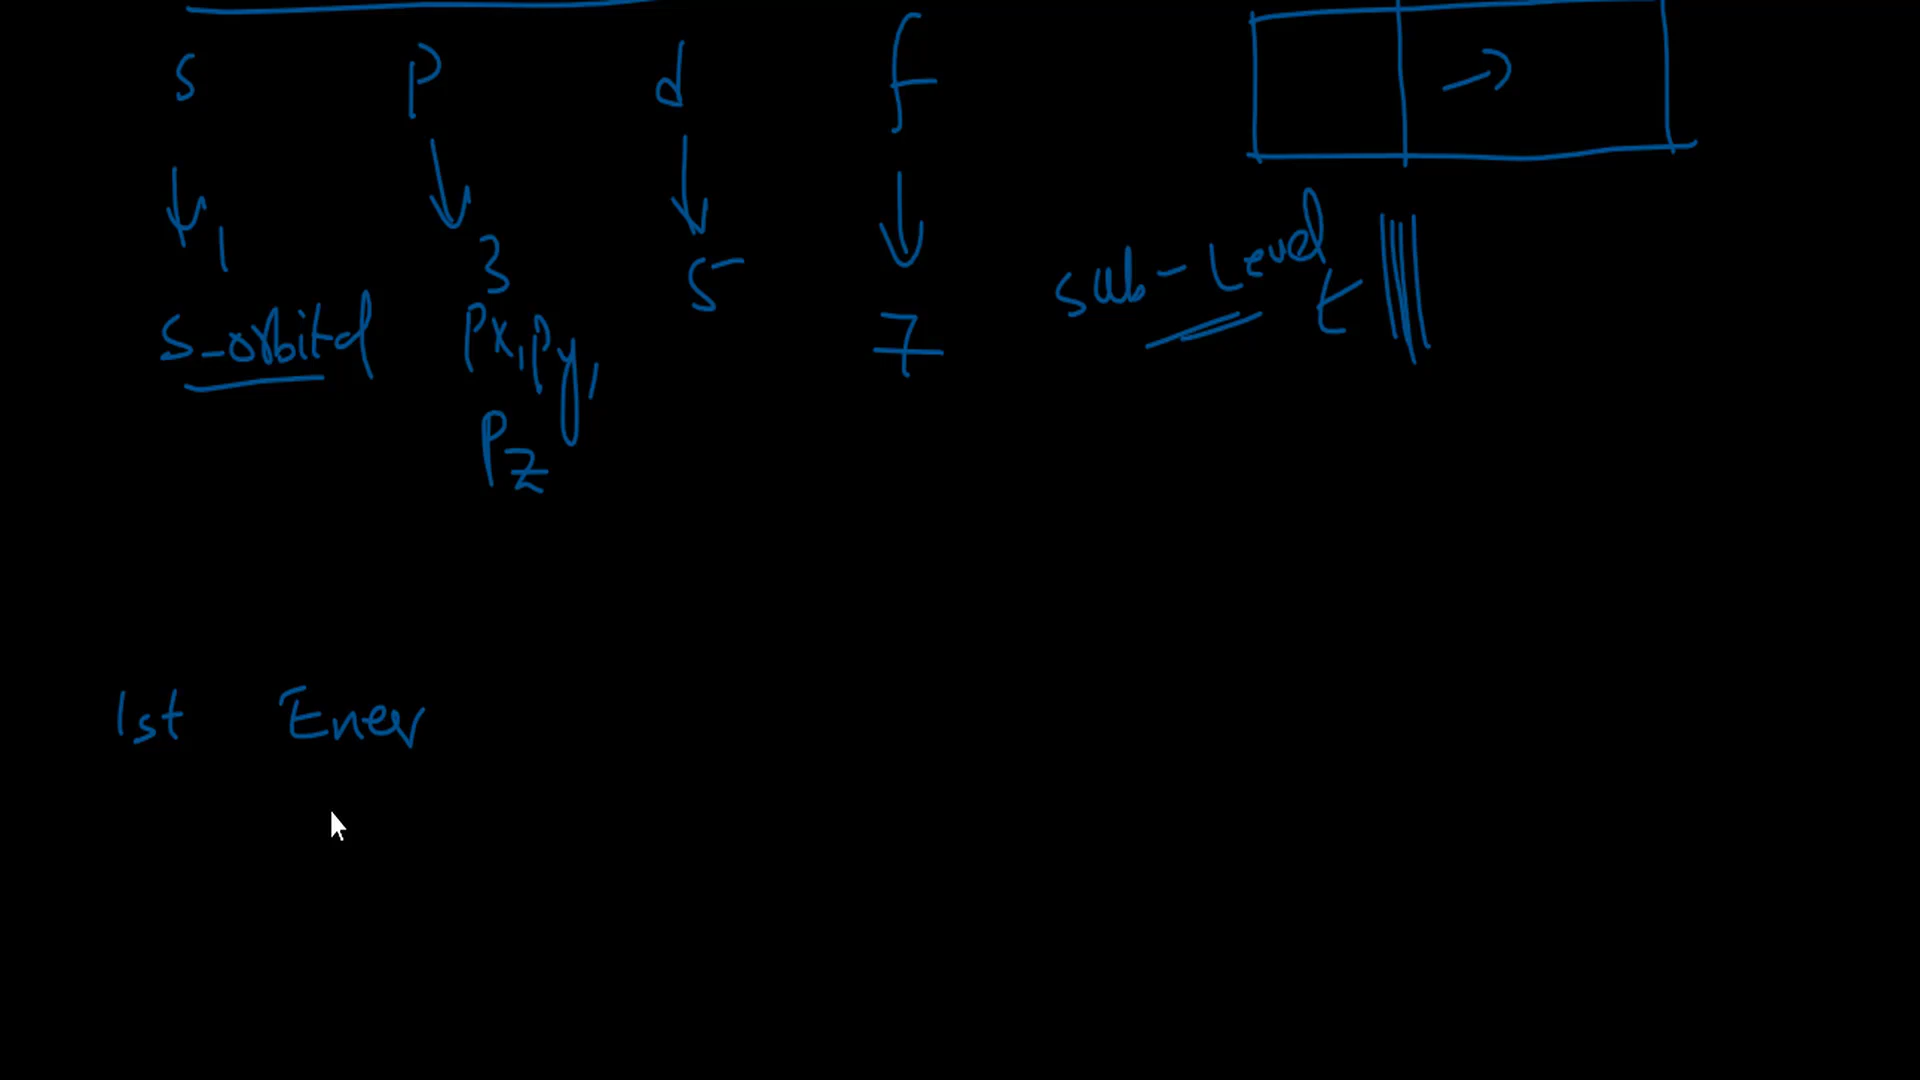 s p d f
1 3 5 7
s-orbital Px, Py,
Pz
sub-Level
1st Ener